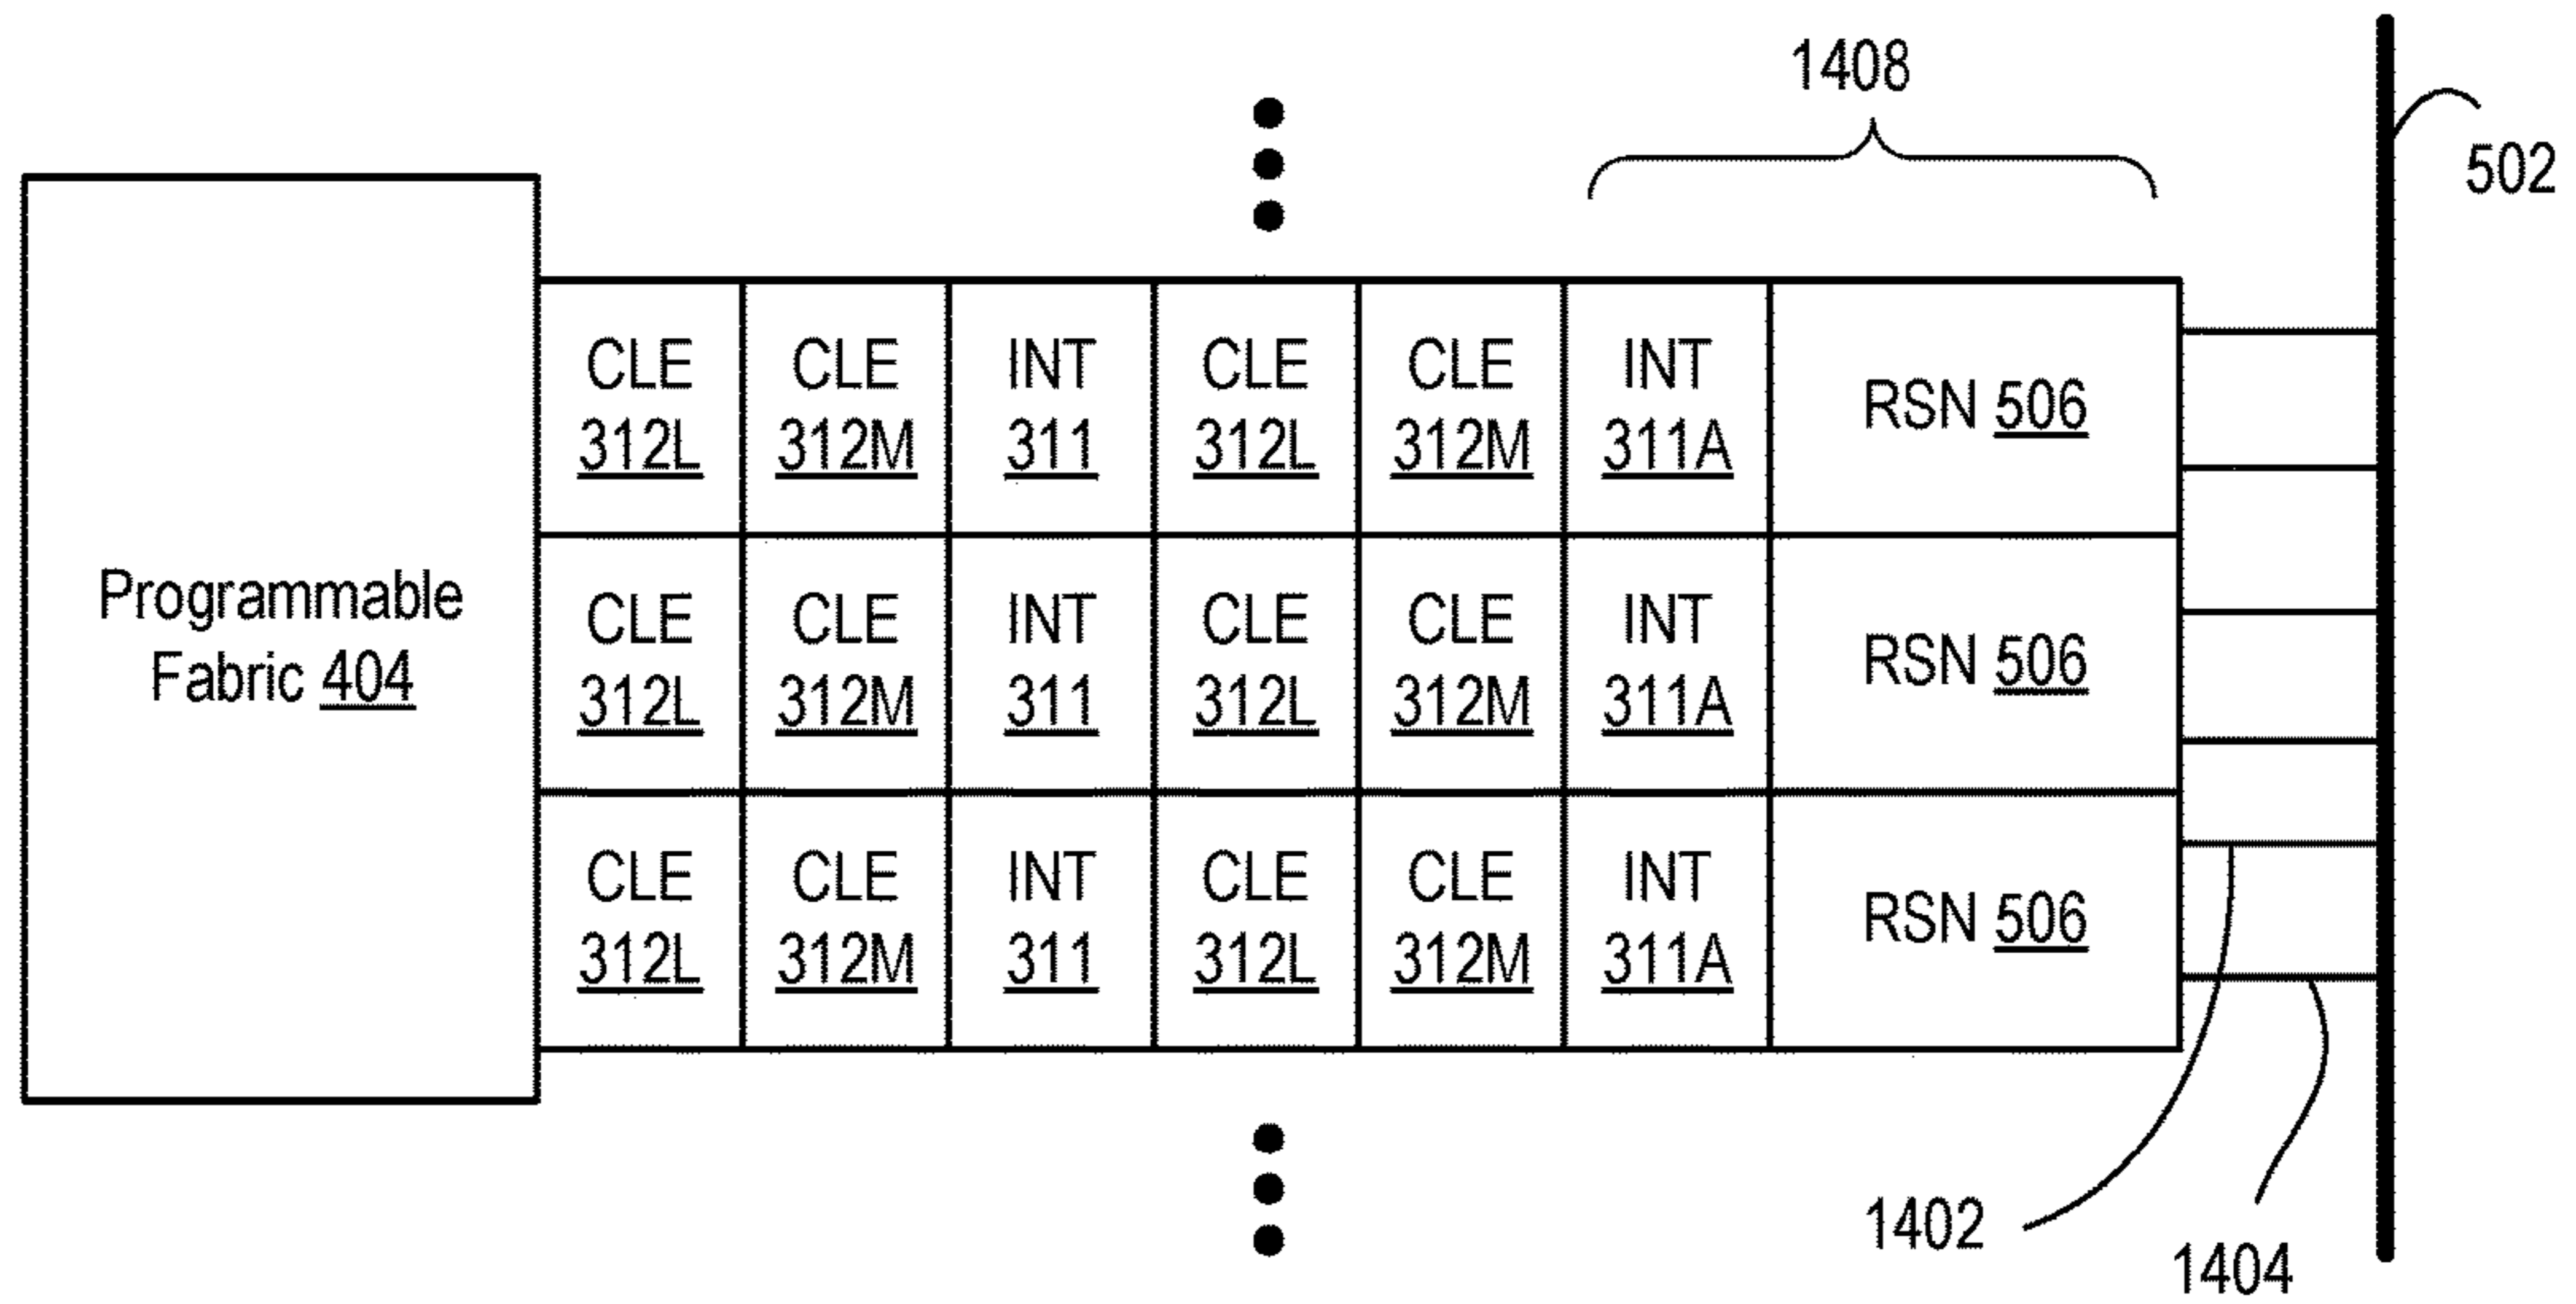 1408
502
Programmable
Fabric 404
CLE CLE INT CLE CLE INT
312L 312M 311 312L 312M 311A
RSN 506
CLE CLE INT CLE CLE INT
312L 312M 311 312L 312M 311A
RSN 506
CLE CLE INT CLE CLE INT
312L 312M 311 312L 312M 311A
RSN 506
1402
1404